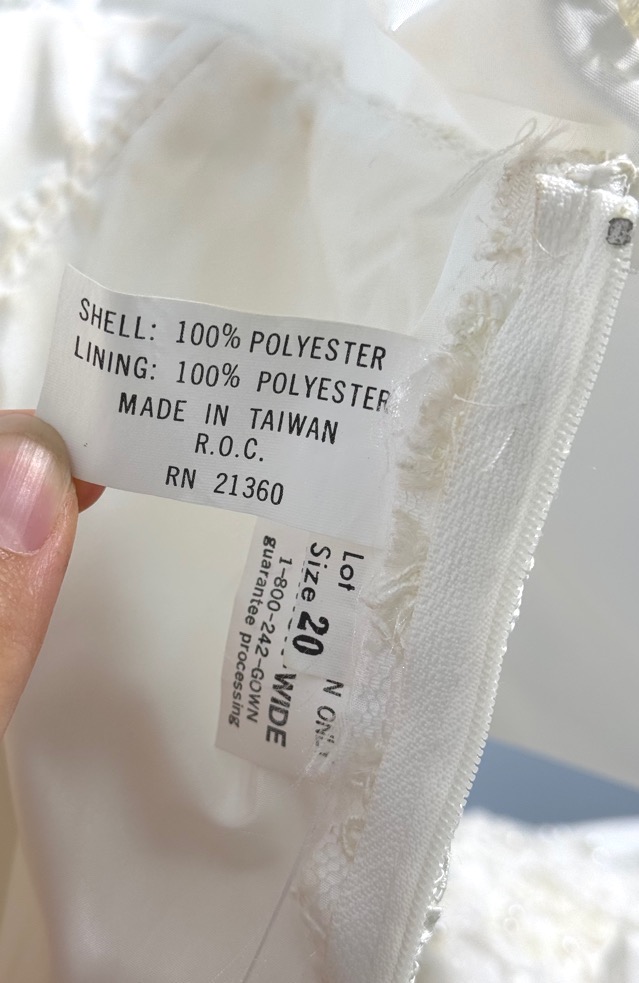 SHELL: 100% POLYESTER
LINING: 100% POLYESTER
MADE IN TAIWAN
R.O.C.
RN 21360
Lot
Size 20
N ONLY
WIDE
1-800-242-GOWN
guarantee processing